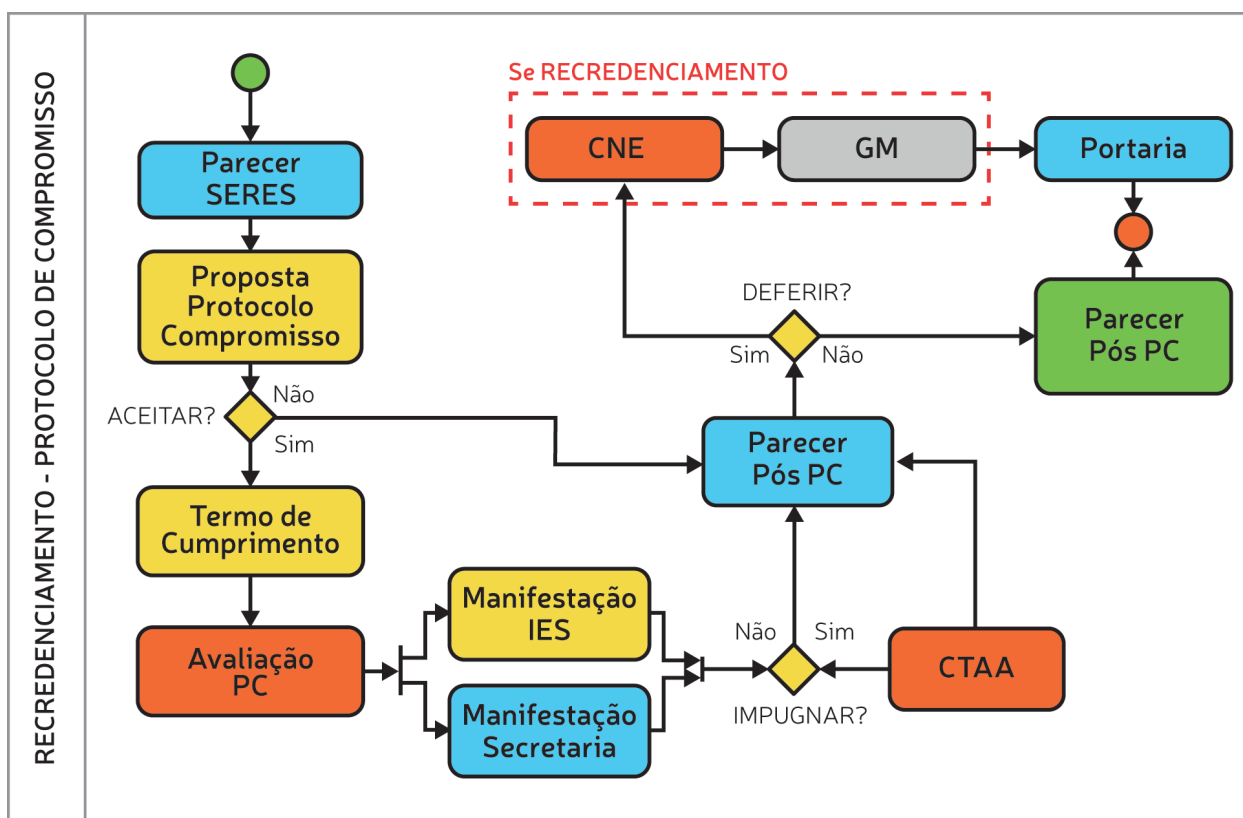 RECREDENCIAMENTO - PROTOCOLO DE COMPROMISSO
Parecer
SERES
Proposta
Protocolo
Compromisso
ACEITAR?
Não
Sim
Termo de
Cumprimento
Avaliação
PC
Manifestação
IES
Manifestação
Secretaria
Não
Sim
IMPUGNAR?
CTAA
Parecer
Pós PC
DEFERIR?
Sim
Não
Se RECREDENCIAMENTO
CNE
GM
Portaria
Parecer
Pós PC